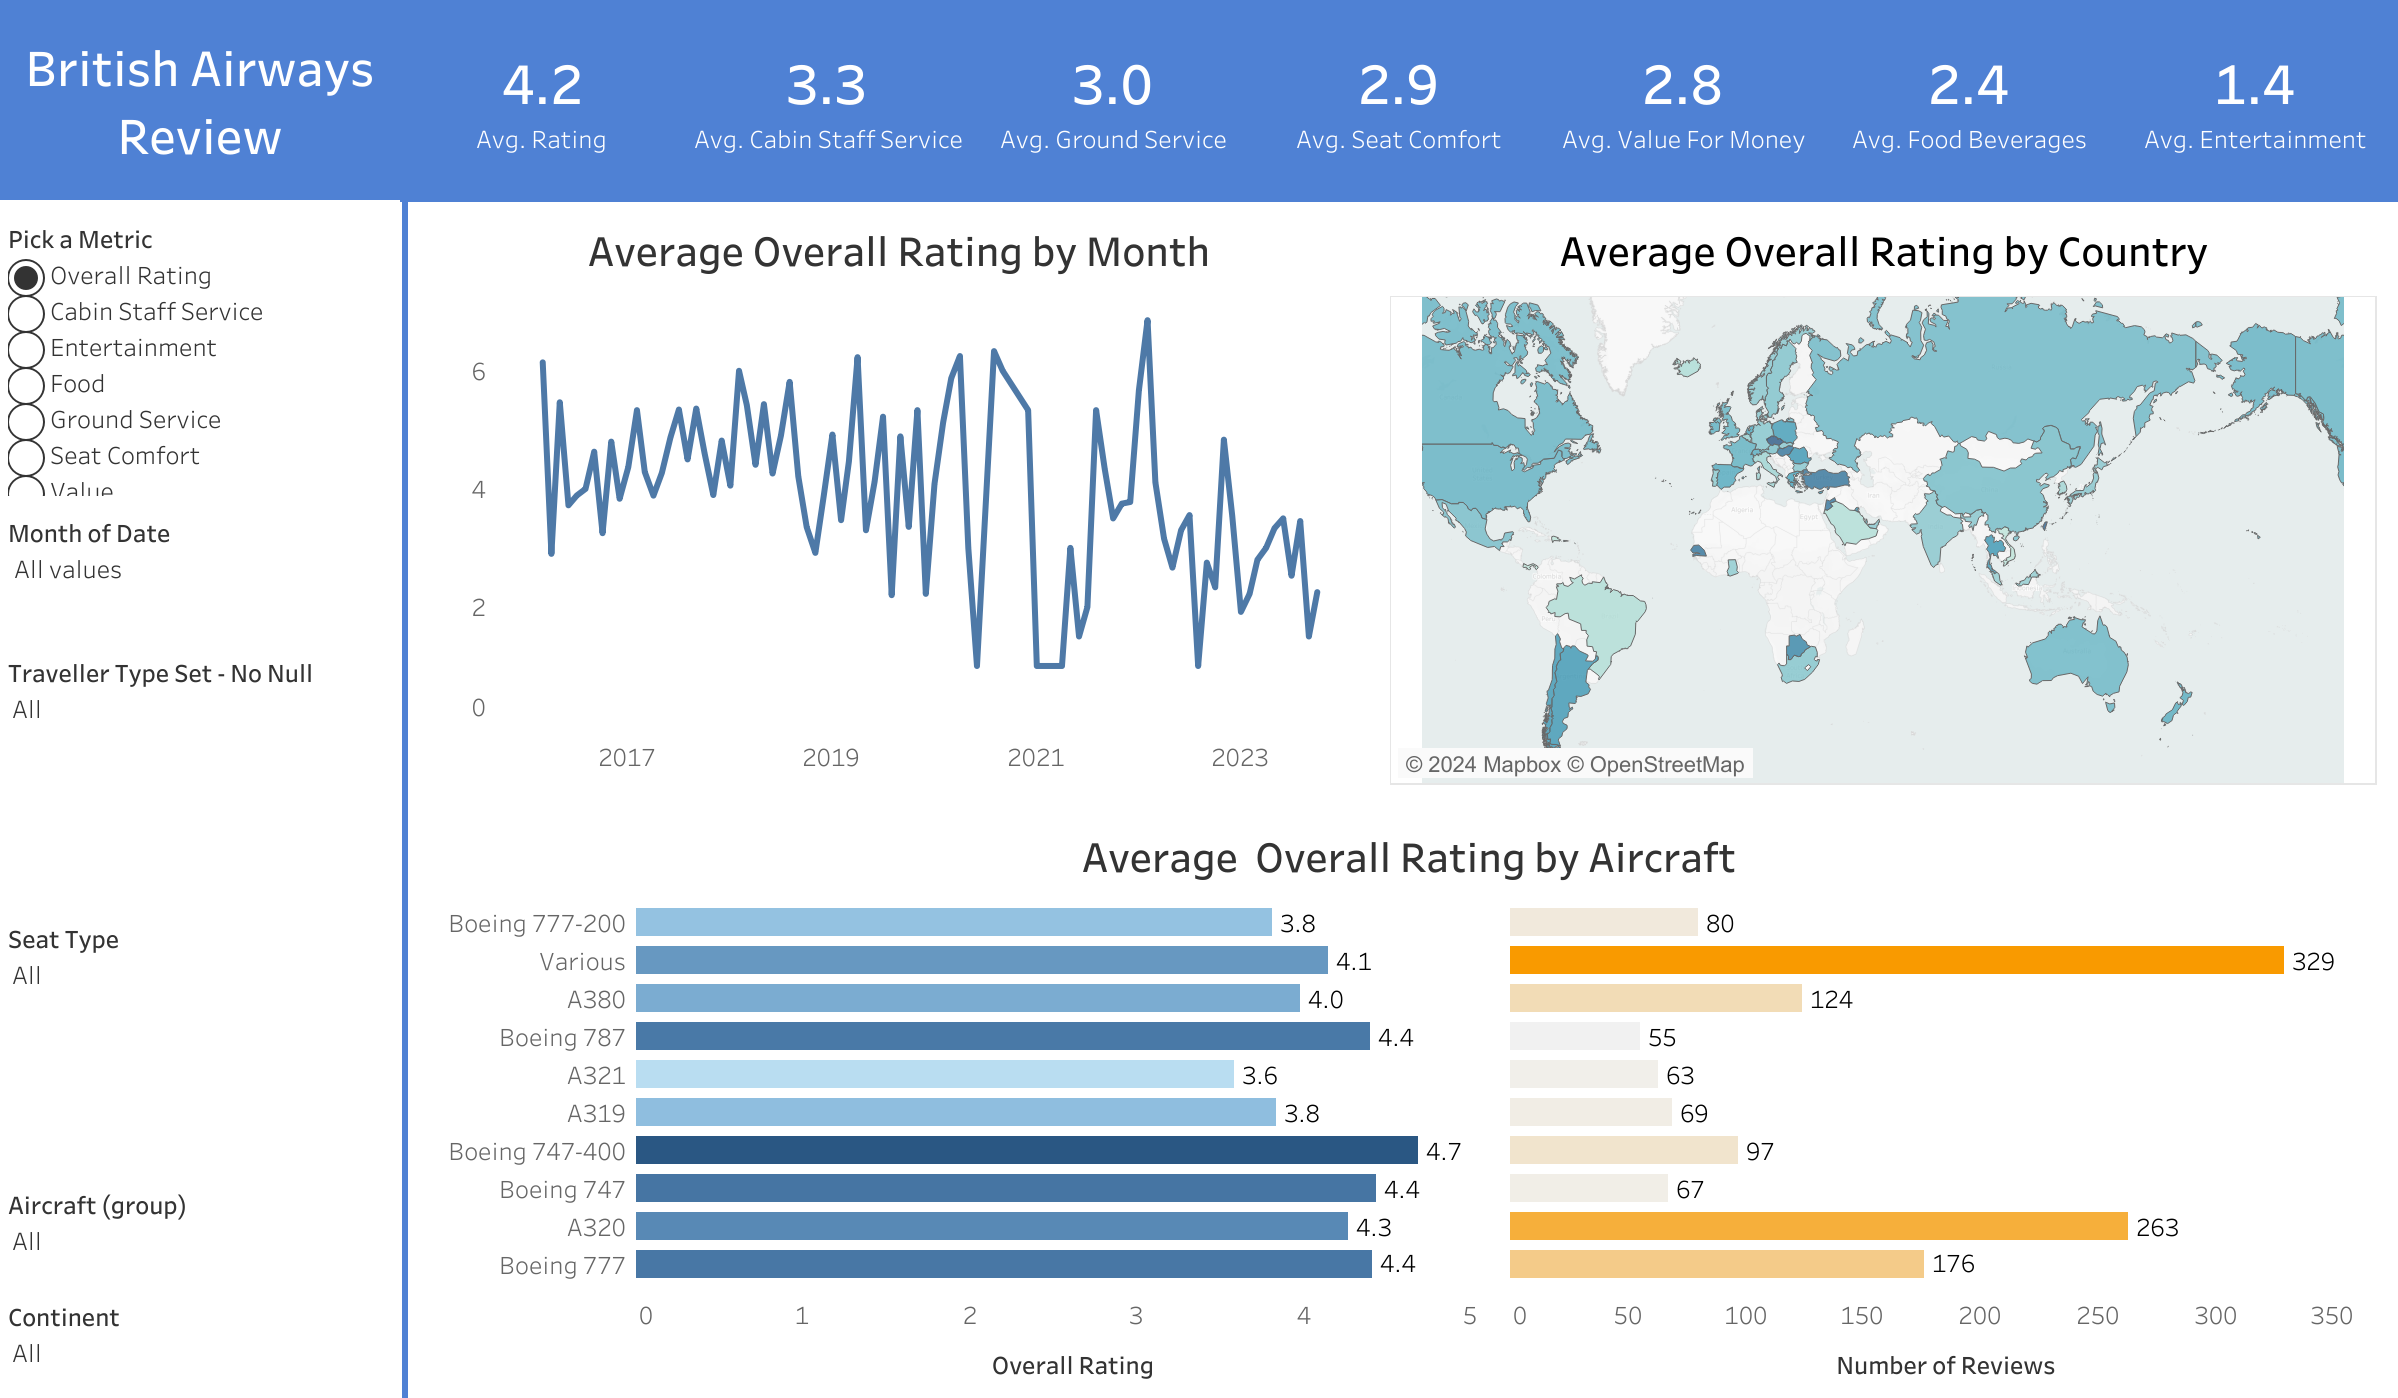 British Airways
Review
4.2
Avg. Rating
3.3
Avg. Cabin Staff Service
3.0
Avg. Ground Service
2.9
Avg. Seat Comfort
2.8
Avg. Value For Money
2.4
Avg. Food Beverages
1.4
Avg. Entertainment
Pick a Metric
Overall Rating
Cabin Staff Service
Entertainment
Food
Ground Service
Seat Comfort
Value
Month of Date
All values
Traveller Type Set - No Null
All
Seat Type
All
Aircraft (group)
All
Continent
All
Average Overall Rating by Month
6
4
2
0
2017
2019
2021
2023
Average Overall Rating by Country
Algeria
© 2024 Mapbox © OpenStreetMap
Average  Overall Rating by Aircraft
Boeing 777-200 3.8 80
Various 4.1 329
A380 4.0 124
Boeing 787 4.4 55
A321 3.6 63
A319 3.8 69
Boeing 747-400 4.7 97
Boeing 747 4.4 67
A320 4.3 263
Boeing 777 4.4 176
0 1 2 3 4 5
0 50 100 150 200 250 300 350
Overall Rating
Number of Reviews